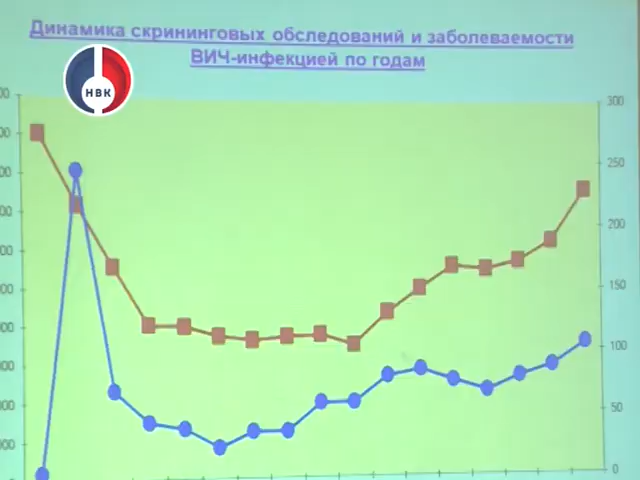 Динамика скрининговых обследований и заболеваемости
ВИЧ-инфекцией по годам
НВК
300
250
200
150
100
50
0